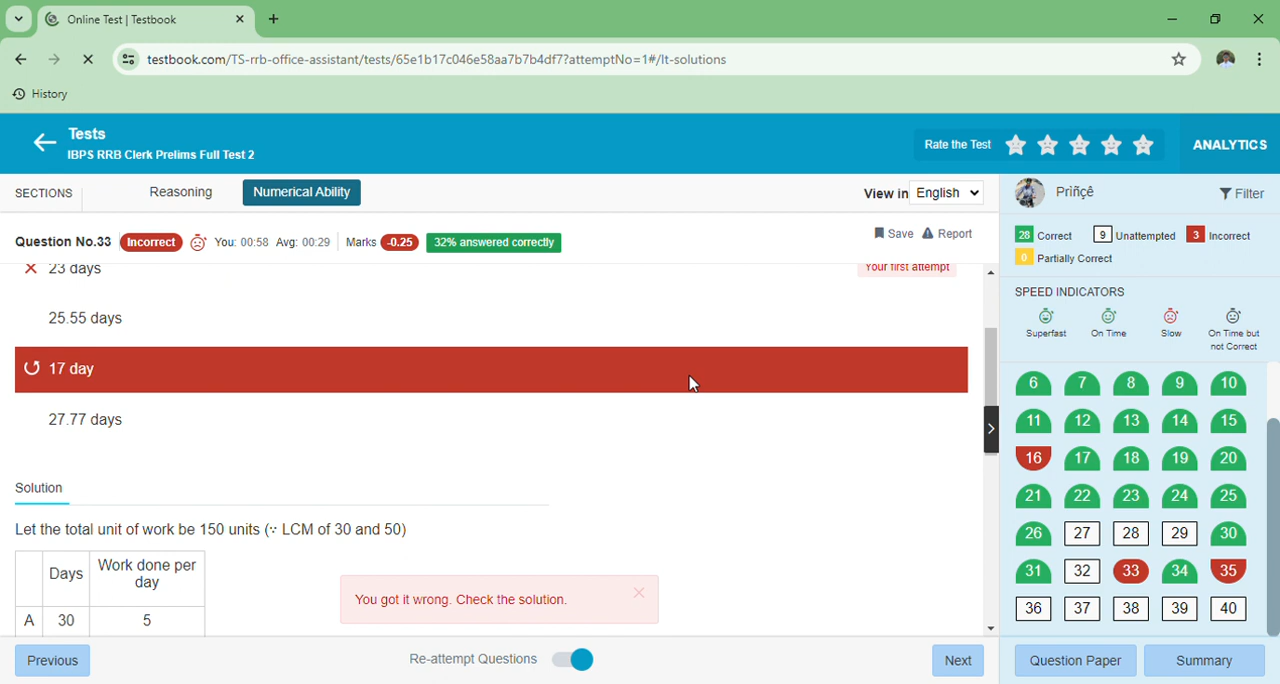 Online Test | Testbook
testbook.com/TS-rrb-office-assistant/tests/65e1b17c046e58aa7b7b4df7?attemptNo=1#/lt-solutions
History
Tests
IBPS RRB Clerk Prelims Full Test 2
Rate the Test
ANALYTICS
SECTIONS Reasoning Numerical Ability View in English
Question No.33 Incorrect You: 00:58 Avg: 00:29 Marks -0.25 32% answered correctly Save Report
23 days Your first attempt
25.55 days
17 day
27.77 days
Solution
Let the total unit of work be 150 units (∵ LCM of 30 and 50)
Days Work done per day
A 30 5
You got it wrong. Check the solution.
Previous Re-attempt Questions Next
Prïñçê Filter
28 Correct 9 Unattempted 3 Incorrect
0 Partially Correct
SPEED INDICATORS
Superfast On Time Slow On Time but
not Correct
6 7 8 9 10
11 12 13 14 15
16 17 18 19 20
21 22 23 24 25
26 27 28 29 30
31 32 33 34 35
36 37 38 39 40
Question Paper Summary